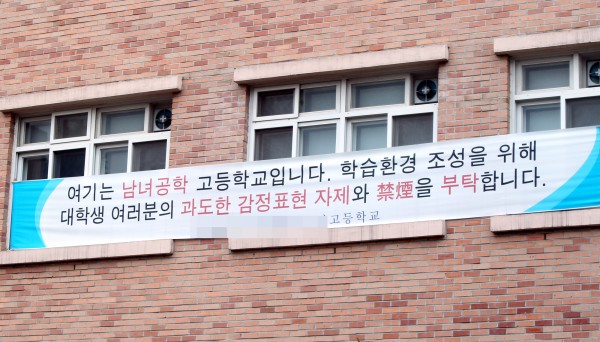 여기는 남녀공학 고등학교입니다. 학습환경 조성을 위해
대학생 여러분의 과도한 감정표현 자제와 禁煙을 부탁합니다.
고등학교